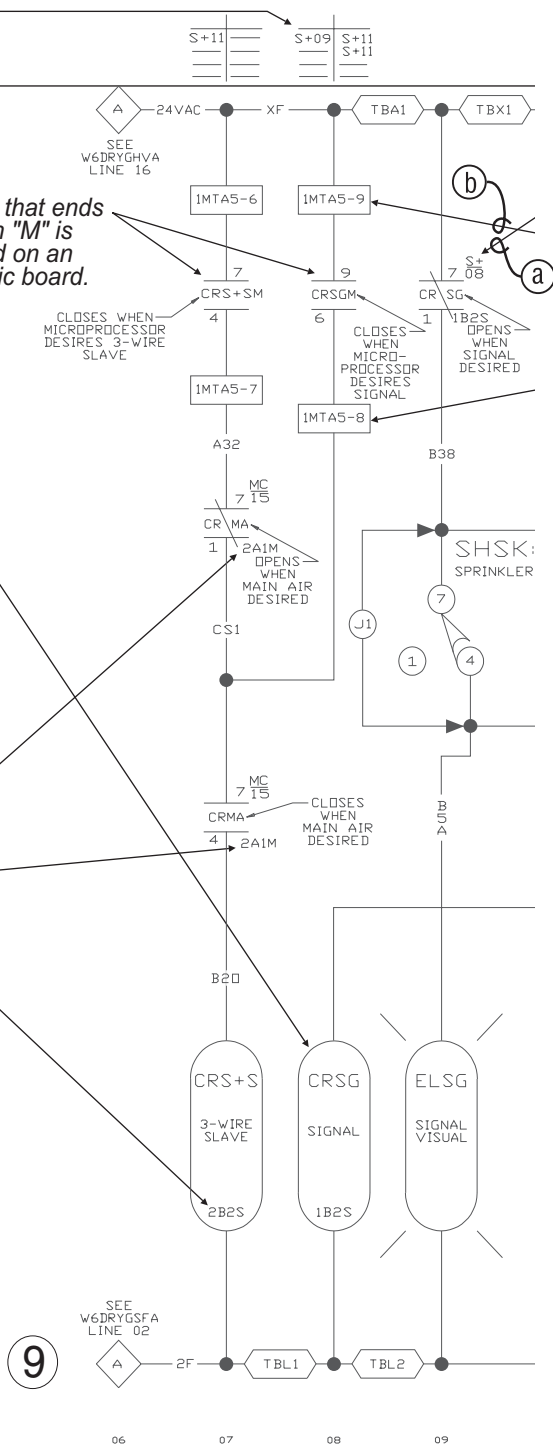 S+11
S+09 S+11
S+11
A
24VAC
XF
TBA1
TBX1
SEE
W6DRYGHVA
LINE 16
1MTA5-6
1MTA5-9
b
a
that ends
"M" is
d on an
ic board.
7
CRS+SM
4
CLOSES WHEN
MICROPROCESSOR
DESIRES 3-WIRE
SLAVE
9
CRSGM
6
CLOSES
WHEN
MICRO-
PROCESSOR
DESIRES
SIGNAL
S+
08
7
CR SG
1
1B2S
OPENS
WHEN
SIGNAL
DESIRED
1MTA5-7
1MTA5-8
A32
B38
MC
15
7
CR MA
1
2A1M
OPENS
WHEN
MAIN AIR
DESIRED
SHSK:
SPRINKLER
7
J1
1
4
CS1
MC
15
7
CRMA
4
2A1M
CLOSES
WHEN
MAIN AIR
DESIRED
B5A
B20
CRS+S
3-WIRE
SLAVE
2B2S
CRSG
SIGNAL
1B2S
ELSG
SIGNAL
VISUAL
SEE
W6DRYGSFA
LINE 02
9
A
2F
TBL1
TBL2
06 07 08 09